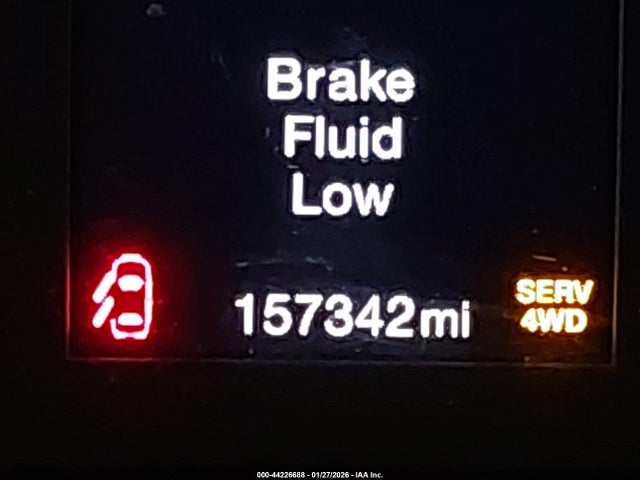 Brake
Fluid
Low
157342mi
SERV
4WD
000-44226688 - 01/27/2026 - IAA Inc.